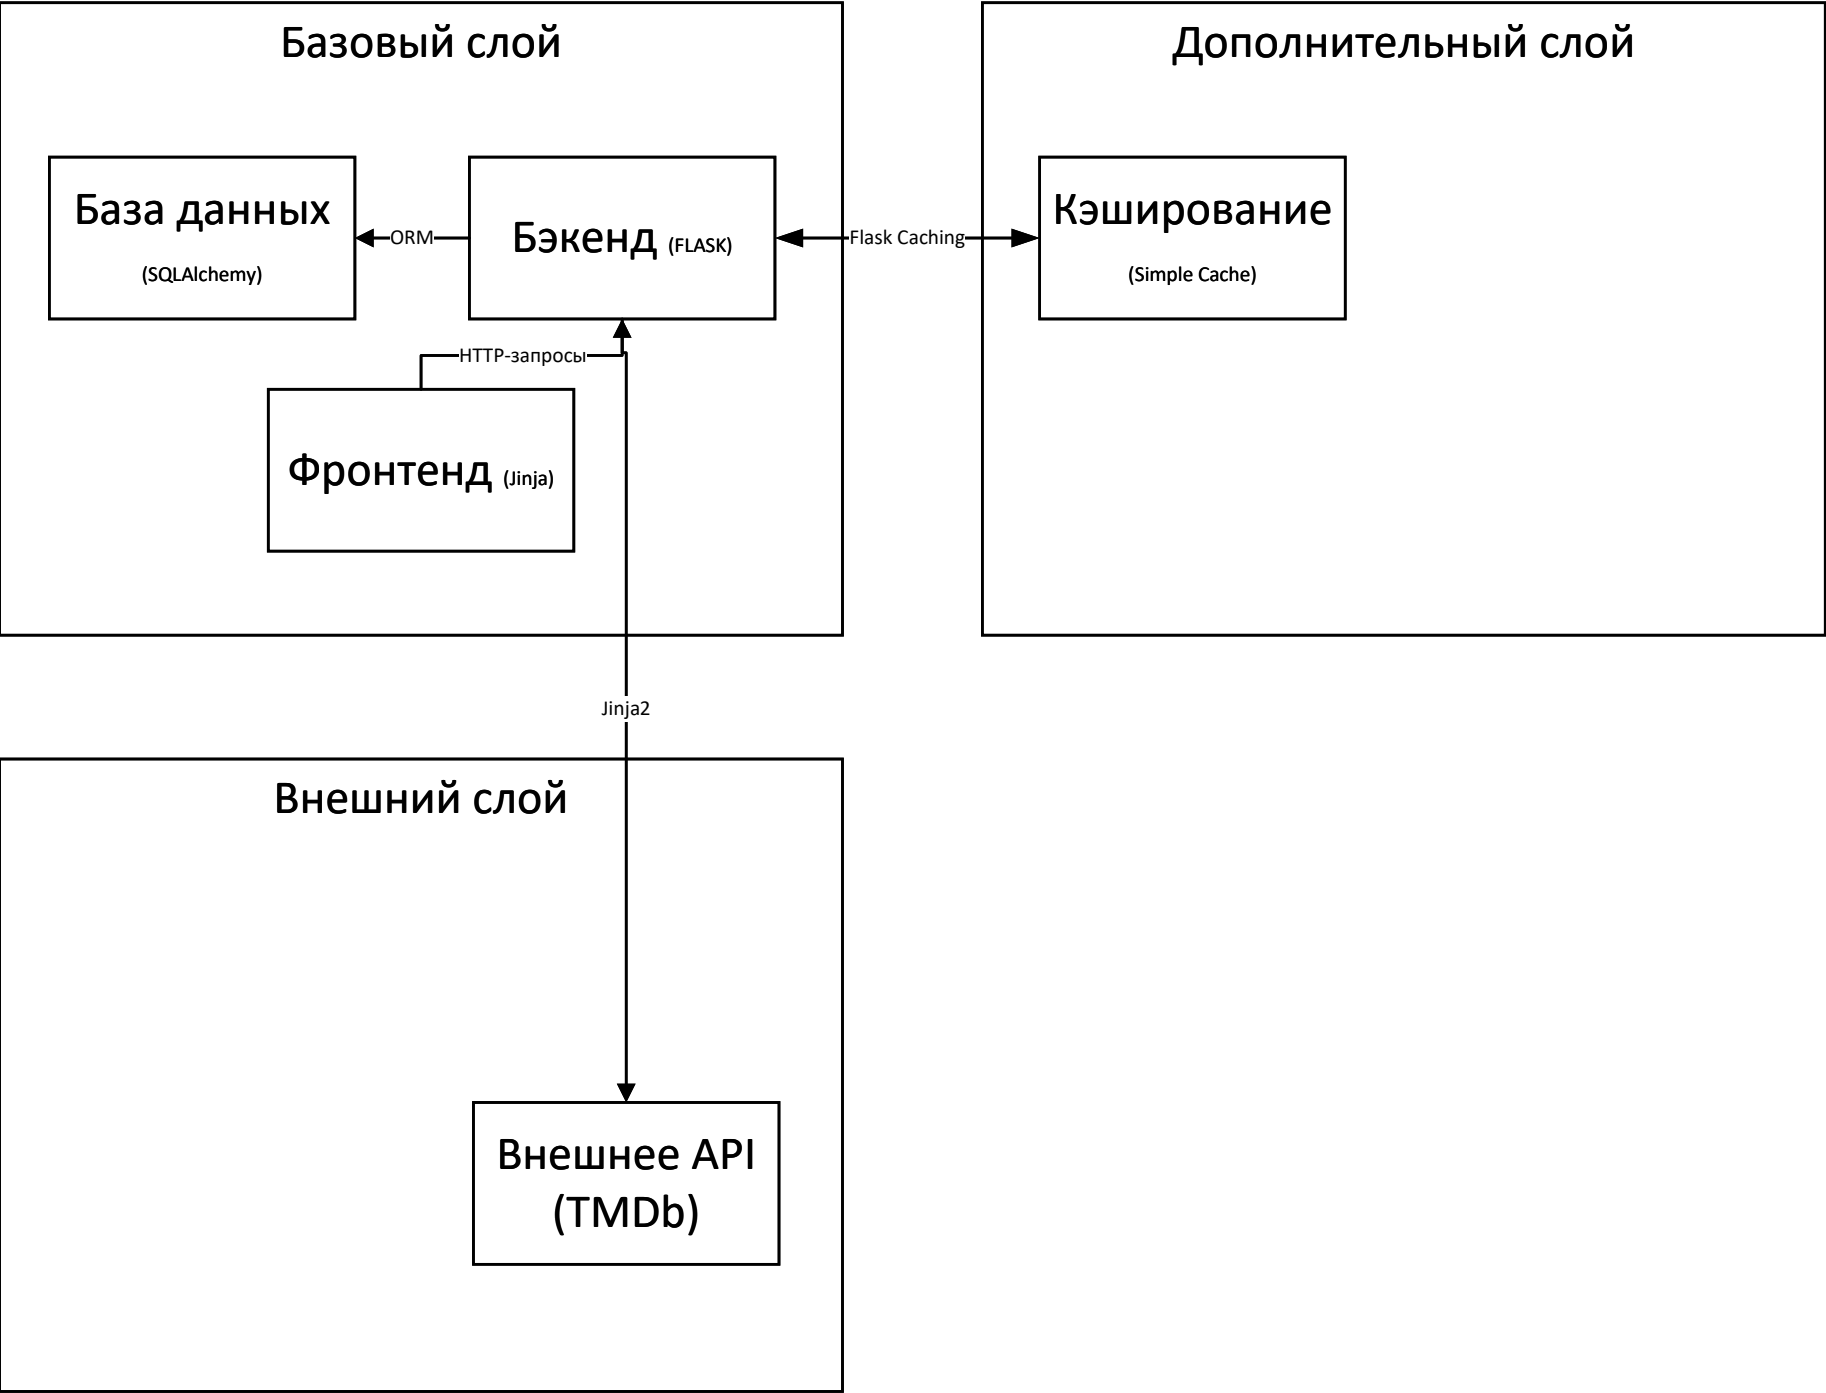 Базовый слой
База данных
(SQLAlchemy)
ORM
Бэкенд (FLASK)
HTTP-запросы
Фронтенд (Jinja)
Flask Caching
Дополнительный слой
Кэширование
(Simple Cache)
Jinja2
Внешний слой
Внешнее API
(TMDb)